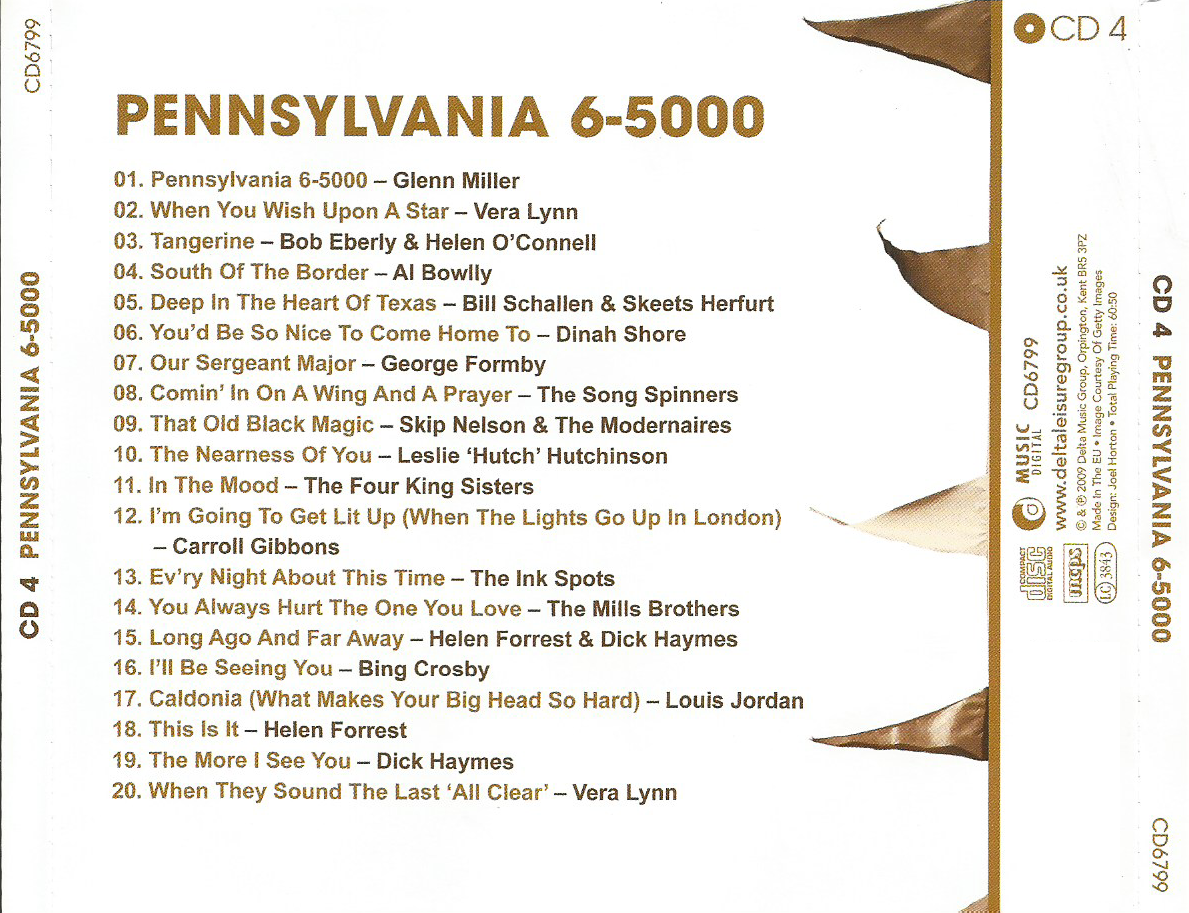 CD6799
CD 4 PENNSYLVANIA 6-5000
PENNSYLVANIA 6-5000
01. Pennsylvania 6-5000 – Glenn Miller
02. When You Wish Upon A Star – Vera Lynn
03. Tangerine – Bob Eberly & Helen O'Connell
04. South Of The Border – Al Bowlly
05. Deep In The Heart Of Texas – Bill Schallen & Skeets Herfurt
06. You'd Be So Nice To Come Home To – Dinah Shore
07. Our Sergeant Major – George Formby
08. Comin' In On A Wing And A Prayer – The Song Spinners
09. That Old Black Magic – Skip Nelson & The Modernaires
10. The Nearness Of You – Leslie 'Hutch' Hutchinson
11. In The Mood – The Four King Sisters
12. I'm Going To Get Lit Up (When The Lights Go Up In London)
– Carroll Gibbons
13. Ev'ry Night About This Time – The Ink Spots
14. You Always Hurt The One You Love – The Mills Brothers
15. Long Ago And Far Away – Helen Forrest & Dick Haymes
16. I'll Be Seeing You – Bing Crosby
17. Caldonia (What Makes Your Big Head So Hard) – Louis Jordan
18. This Is It – Helen Forrest
19. The More I See You – Dick Haymes
20. When They Sound The Last 'All Clear' – Vera Lynn
CD 4
d MUSIC DIGITAL CD6799
www.deltaleisuregroup.co.uk
© & ℗ 2009 Delta Music Group, Orpington, Kent BR5 3PZ
Made In The EU • Image Courtesy Of Getty Images
Design: Joel Horton • Total Playing Time: 60:50
COMPACT
disc
DIGITAL AUDIO
mcps
LC 3843
CD 4 PENNSYLVANIA 6-5000
CD6799